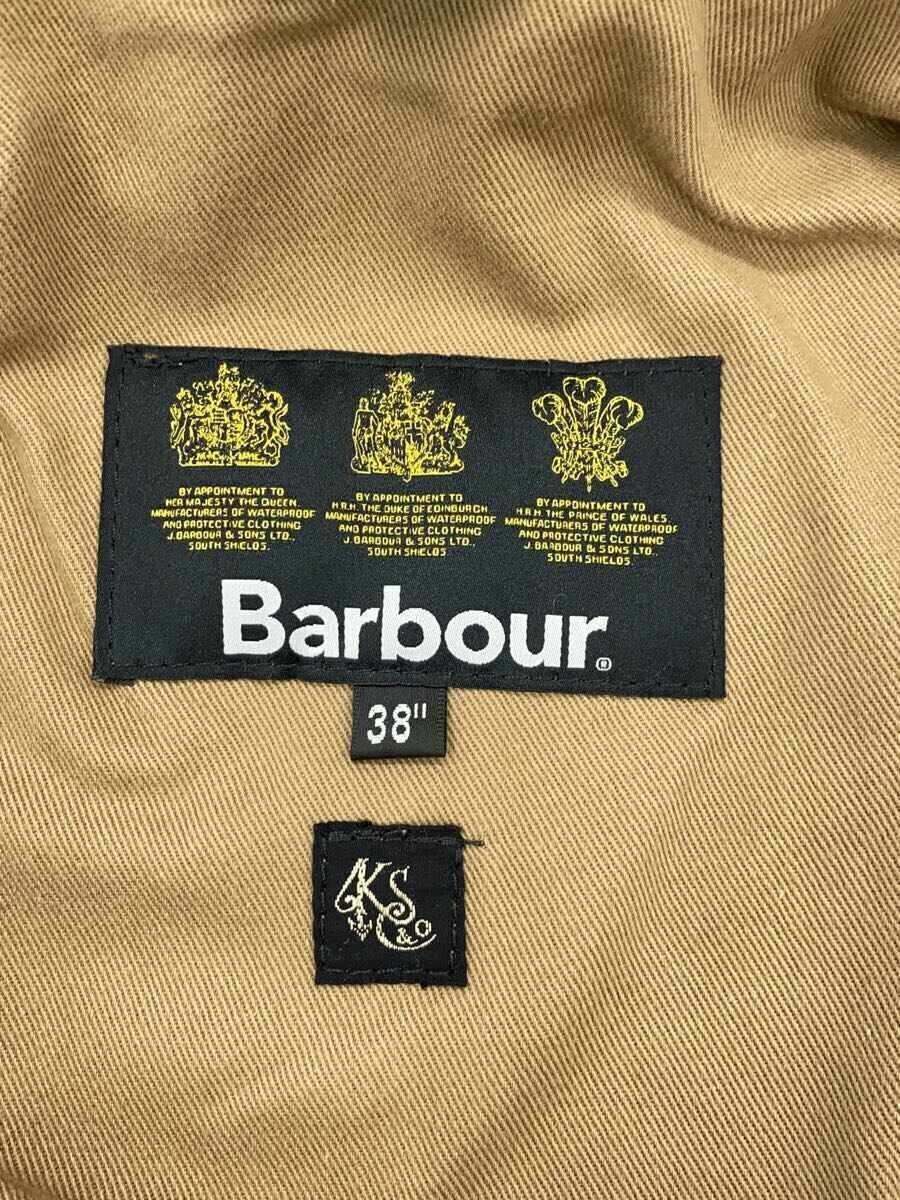 BY APPOINTMENT TO
HER MAJESTY THE QUEEN
MANUFACTURERS OF WATERPROOF
AND PROTECTIVE CLOTHING
J. BARBOUR & SONS LTD.,
SOUTH SHIELDS.
BY APPOINTMENT TO
H.R.H. THE DUKE OF EDINBURGH
MANUFACTURERS OF WATERPROOF
AND PROTECTIVE CLOTHING
J. BARBOUR & SONS LTD.,
SOUTH SHIELDS
BY APPOINTMENT TO
H.R.H. THE PRINCE OF WALES
MANUFACTURERS OF WATERPROOF
AND PROTECTIVE CLOTHING
J. BARBOUR & SONS LTD.,
SOUTH SHIELDS
Barbour®
38"